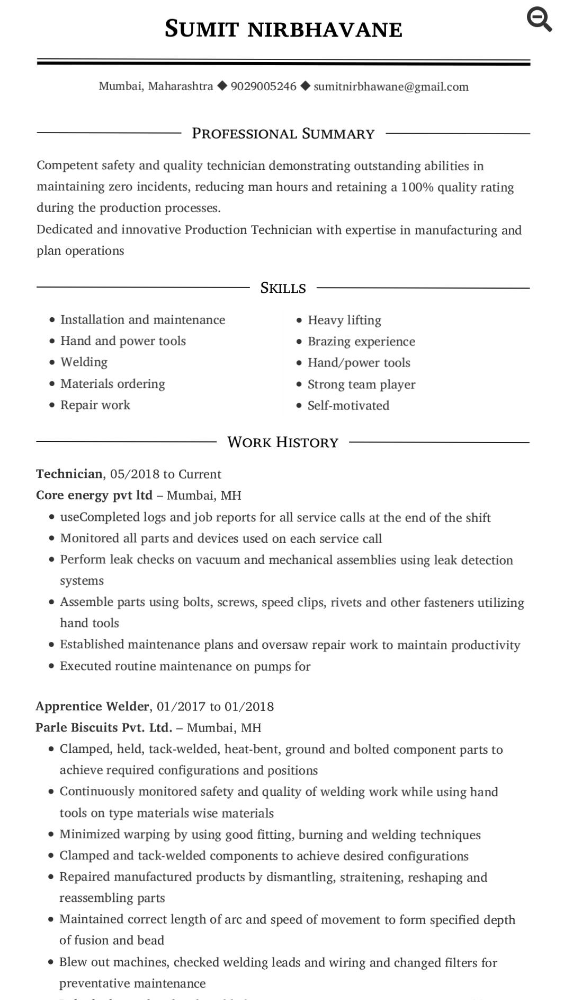 SUMIT NIRBHAVANE
Mumbai, Maharashtra ◆ 9029005246 ◆ sumitnirbhawane@gmail.com
PROFESSIONAL SUMMARY
Competent safety and quality technician demonstrating outstanding abilities in
maintaining zero incidents, reducing man hours and retaining a 100% quality rating
during the production processes.
Dedicated and innovative Production Technician with expertise in manufacturing and
plan operations
SKILLS
• Installation and maintenance
• Hand and power tools
• Welding
• Materials ordering
• Repair work
• Heavy lifting
• Brazing experience
• Hand/power tools
• Strong team player
• Self-motivated
WORK HISTORY
Technician, 05/2018 to Current
Core energy pvt ltd – Mumbai, MH
• useCompleted logs and job reports for all service calls at the end of the shift
• Monitored all parts and devices used on each service call
• Perform leak checks on vacuum and mechanical assemblies using leak detection
systems
• Assemble parts using bolts, screws, speed clips, rivets and other fasteners utilizing
hand tools
• Established maintenance plans and oversaw repair work to maintain productivity
• Executed routine maintenance on pumps for
Apprentice Welder, 01/2017 to 01/2018
Parle Biscuits Pvt. Ltd. – Mumbai, MH
• Clamped, held, tack-welded, heat-bent, ground and bolted component parts to
achieve required configurations and positions
• Continuously monitored safety and quality of welding work while using hand
tools on type materials wise materials
• Minimized warping by using good fitting, burning and welding techniques
• Clamped and tack-welded components to achieve desired configurations
• Repaired manufactured products by dismantling, straitening, reshaping and
reassembling parts
• Maintained correct length of arc and speed of movement to form specified depth
of fusion and bead
• Blew out machines, checked welding leads and wiring and changed filters for
preventative maintenance